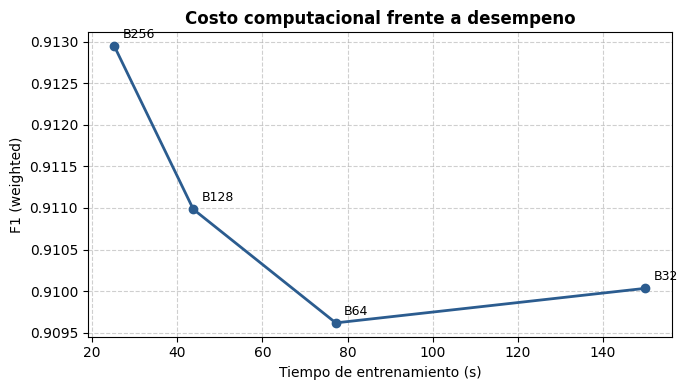 Costo computacional frente a desempeno
0.9130
0.9125
0.9120
0.9115
0.9110
0.9105
0.9100
0.9095
F1 (weighted)
B256
B128
B64
B32
20
40
60
80
100
120
140
Tiempo de entrenamiento (s)